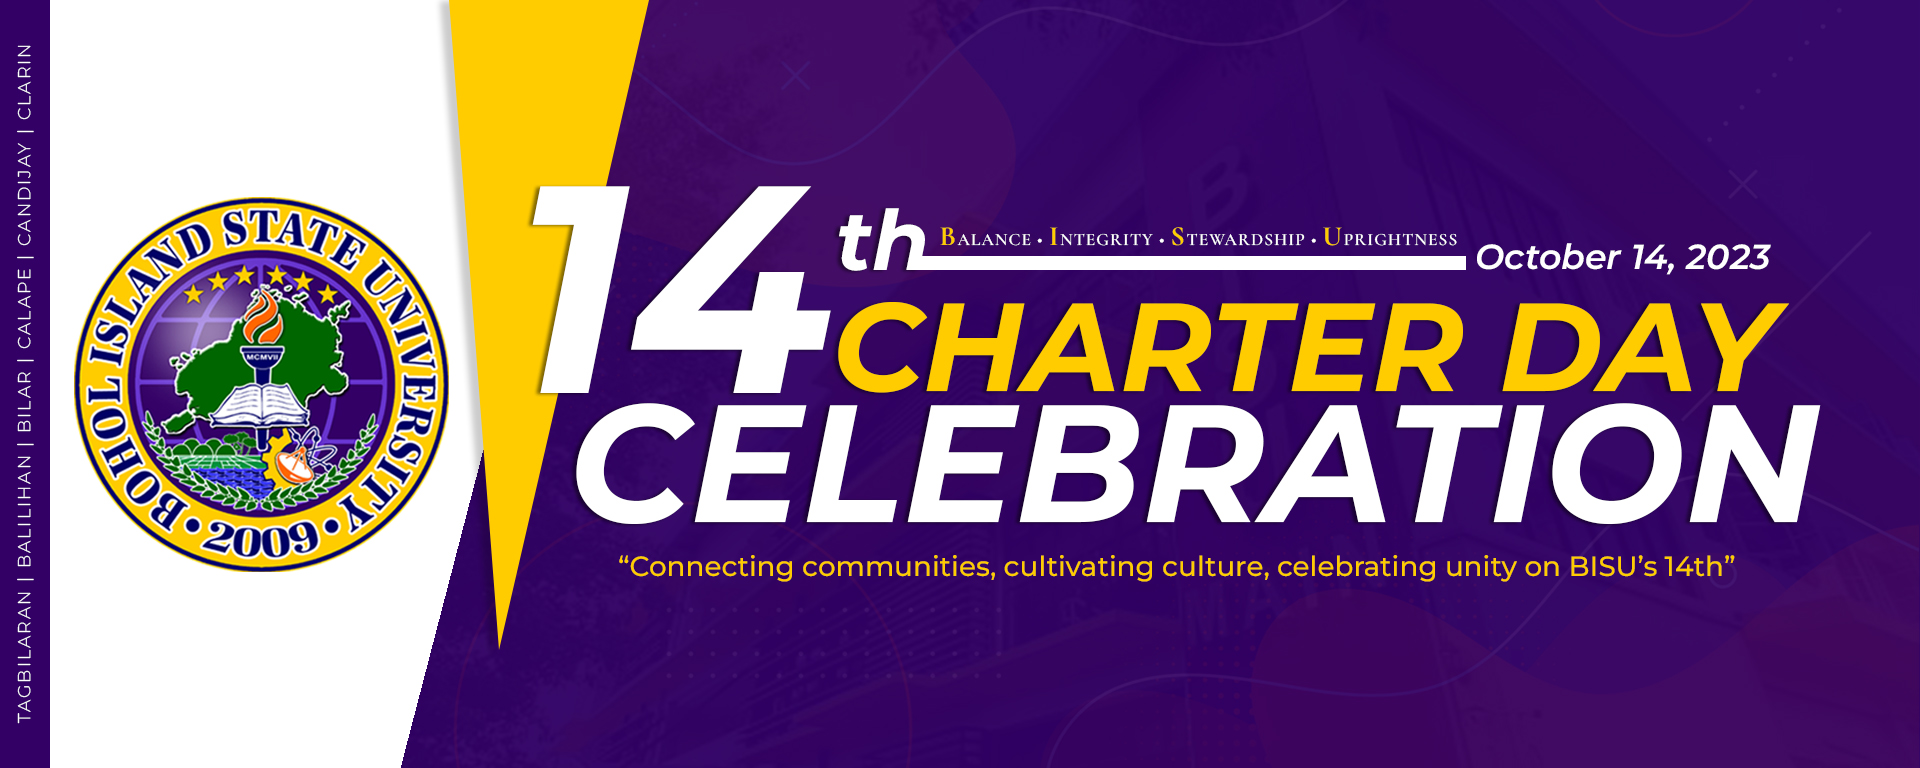 TAGBILARAN | BALILIHAN | BILAR | CALAPE | CANDIJAY | CLARIN
BOHOL ISLAND STATE UNIVERSITY
MCMVII
• 2009 •
14th
BALANCE • INTEGRITY • STEWARDSHIP • UPRIGHTNESS
October 14, 2023
CHARTER DAY
CELEBRATION
“Connecting communities, cultivating culture, celebrating unity on BISU’s 14th”
B